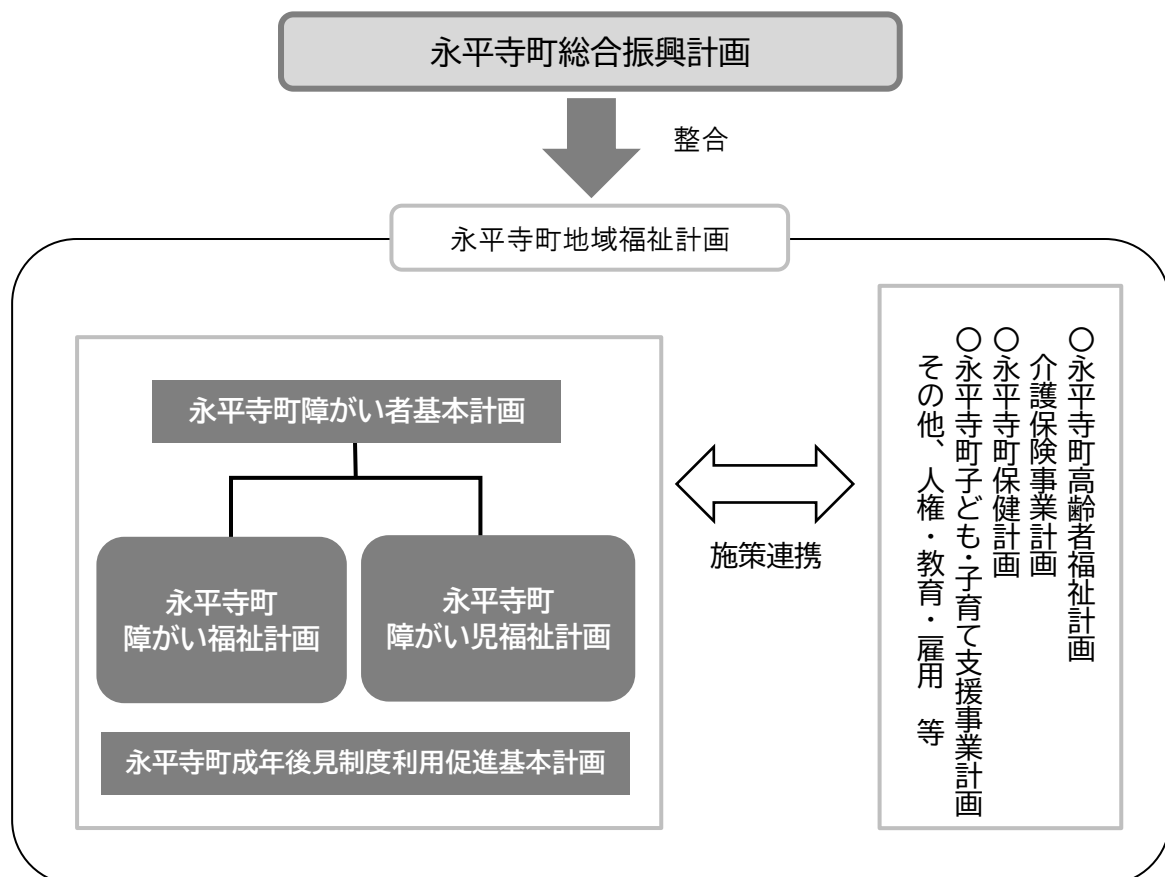 永平寺町総合振興計画
整合
永平寺町地域福祉計画
永平寺町障がい者基本計画
永平寺町
障がい福祉計画
永平寺町
障がい児福祉計画
永平寺町成年後見制度利用促進基本計画
施策連携
〇永平寺町高齢者福祉計画
介護保険事業計画
〇永平寺町保健計画
〇永平寺町子ども・子育て支援事業計画
その他、人権・教育・雇用　等